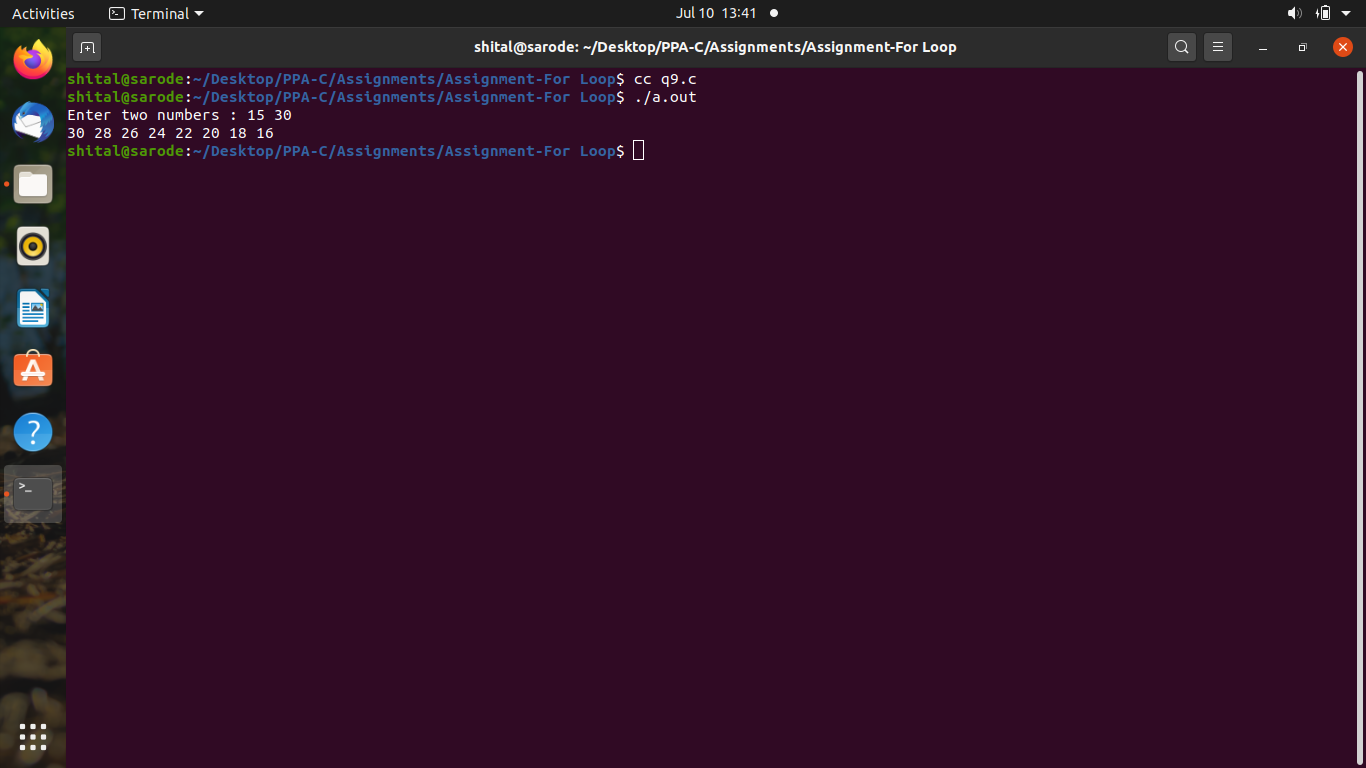 Activities Terminal Jul 10 13:41
shital@sarode: ~/Desktop/PPA-C/Assignments/Assignment-For Loop
shital@sarode:~/Desktop/PPA-C/Assignments/Assignment-For Loop$ cc q9.c
shital@sarode:~/Desktop/PPA-C/Assignments/Assignment-For Loop$ ./a.out
Enter two numbers : 15 30
30 28 26 24 22 20 18 16
shital@sarode:~/Desktop/PPA-C/Assignments/Assignment-For Loop$